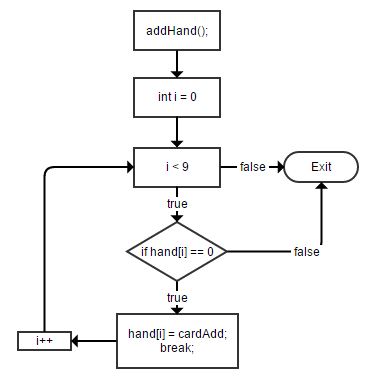 addHand();
int i = 0
i < 9
false
Exit
true
if hand[i] == 0
false
true
hand[i] = cardAdd;
break;
i++